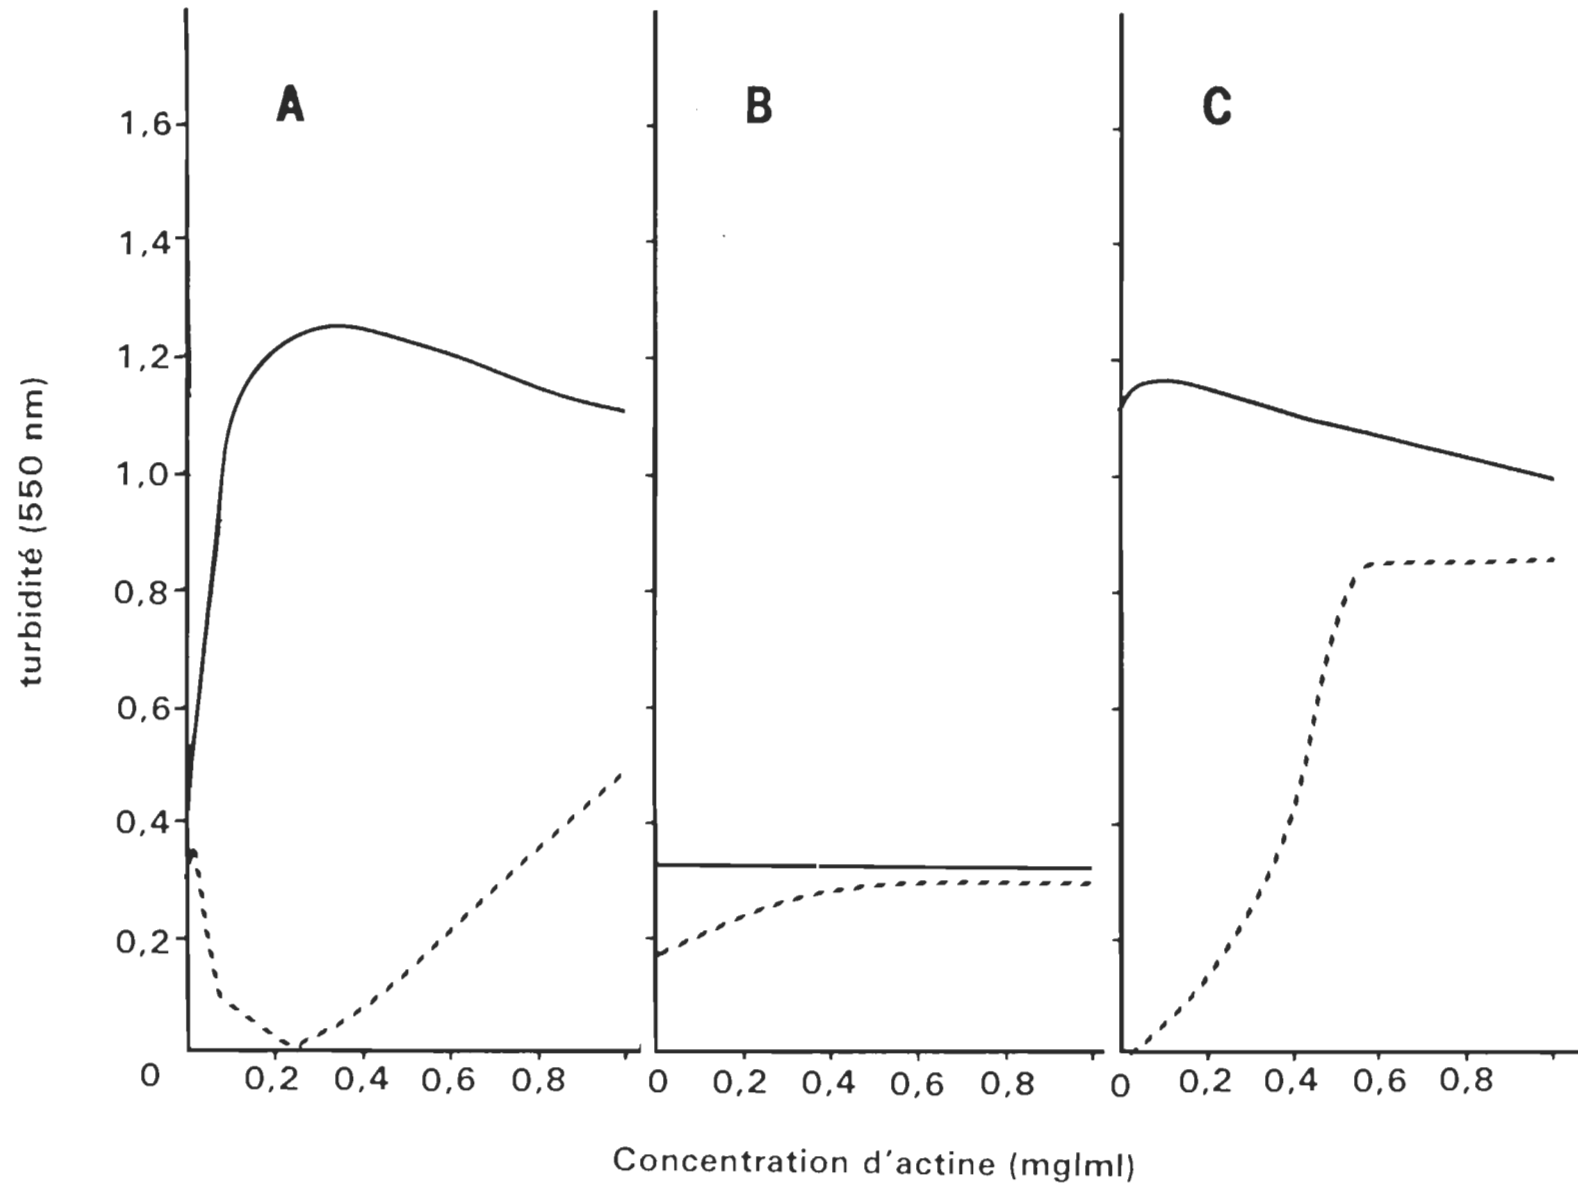 A
B
C
1,6
1,4
1,2
1,0
0,8
0,6
0,4
0,2
turbidité (550 nm)
0 0,2 0,4 0,6 0,8
0 0,2 0,4 0,6 0,8
0 0,2 0,4 0,6 0,8
Concentration d'actine (mglml)